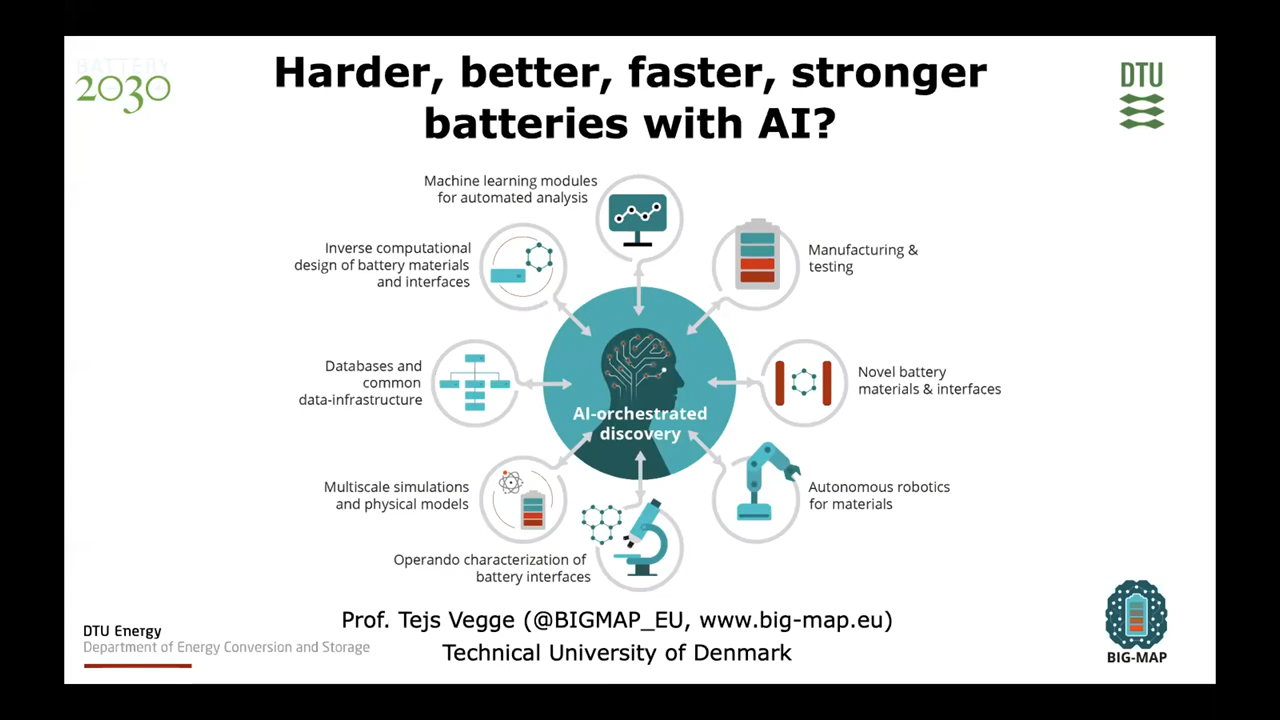 BATTERY
2030
Harder, better, faster, stronger
batteries with AI?
DTU
Machine learning modules
for automated analysis
Inverse computational
design of battery materials
and interfaces
Manufacturing &
testing
Databases and
common
data-infrastructure
Novel battery
materials & interfaces
AI-orchestrated
discovery
Multiscale simulations
and physical models
Autonomous robotics
for materials
Operando characterization of
battery interfaces
Prof. Tejs Vegge (@BIGMAP_EU, www.big-map.eu)
Technical University of Denmark
DTU Energy
Department of Energy Conversion and Storage
BIG-MAP